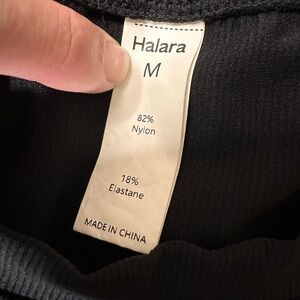 Halara
M
82%
Nylon
18%
Elastane
MADE IN CHINA